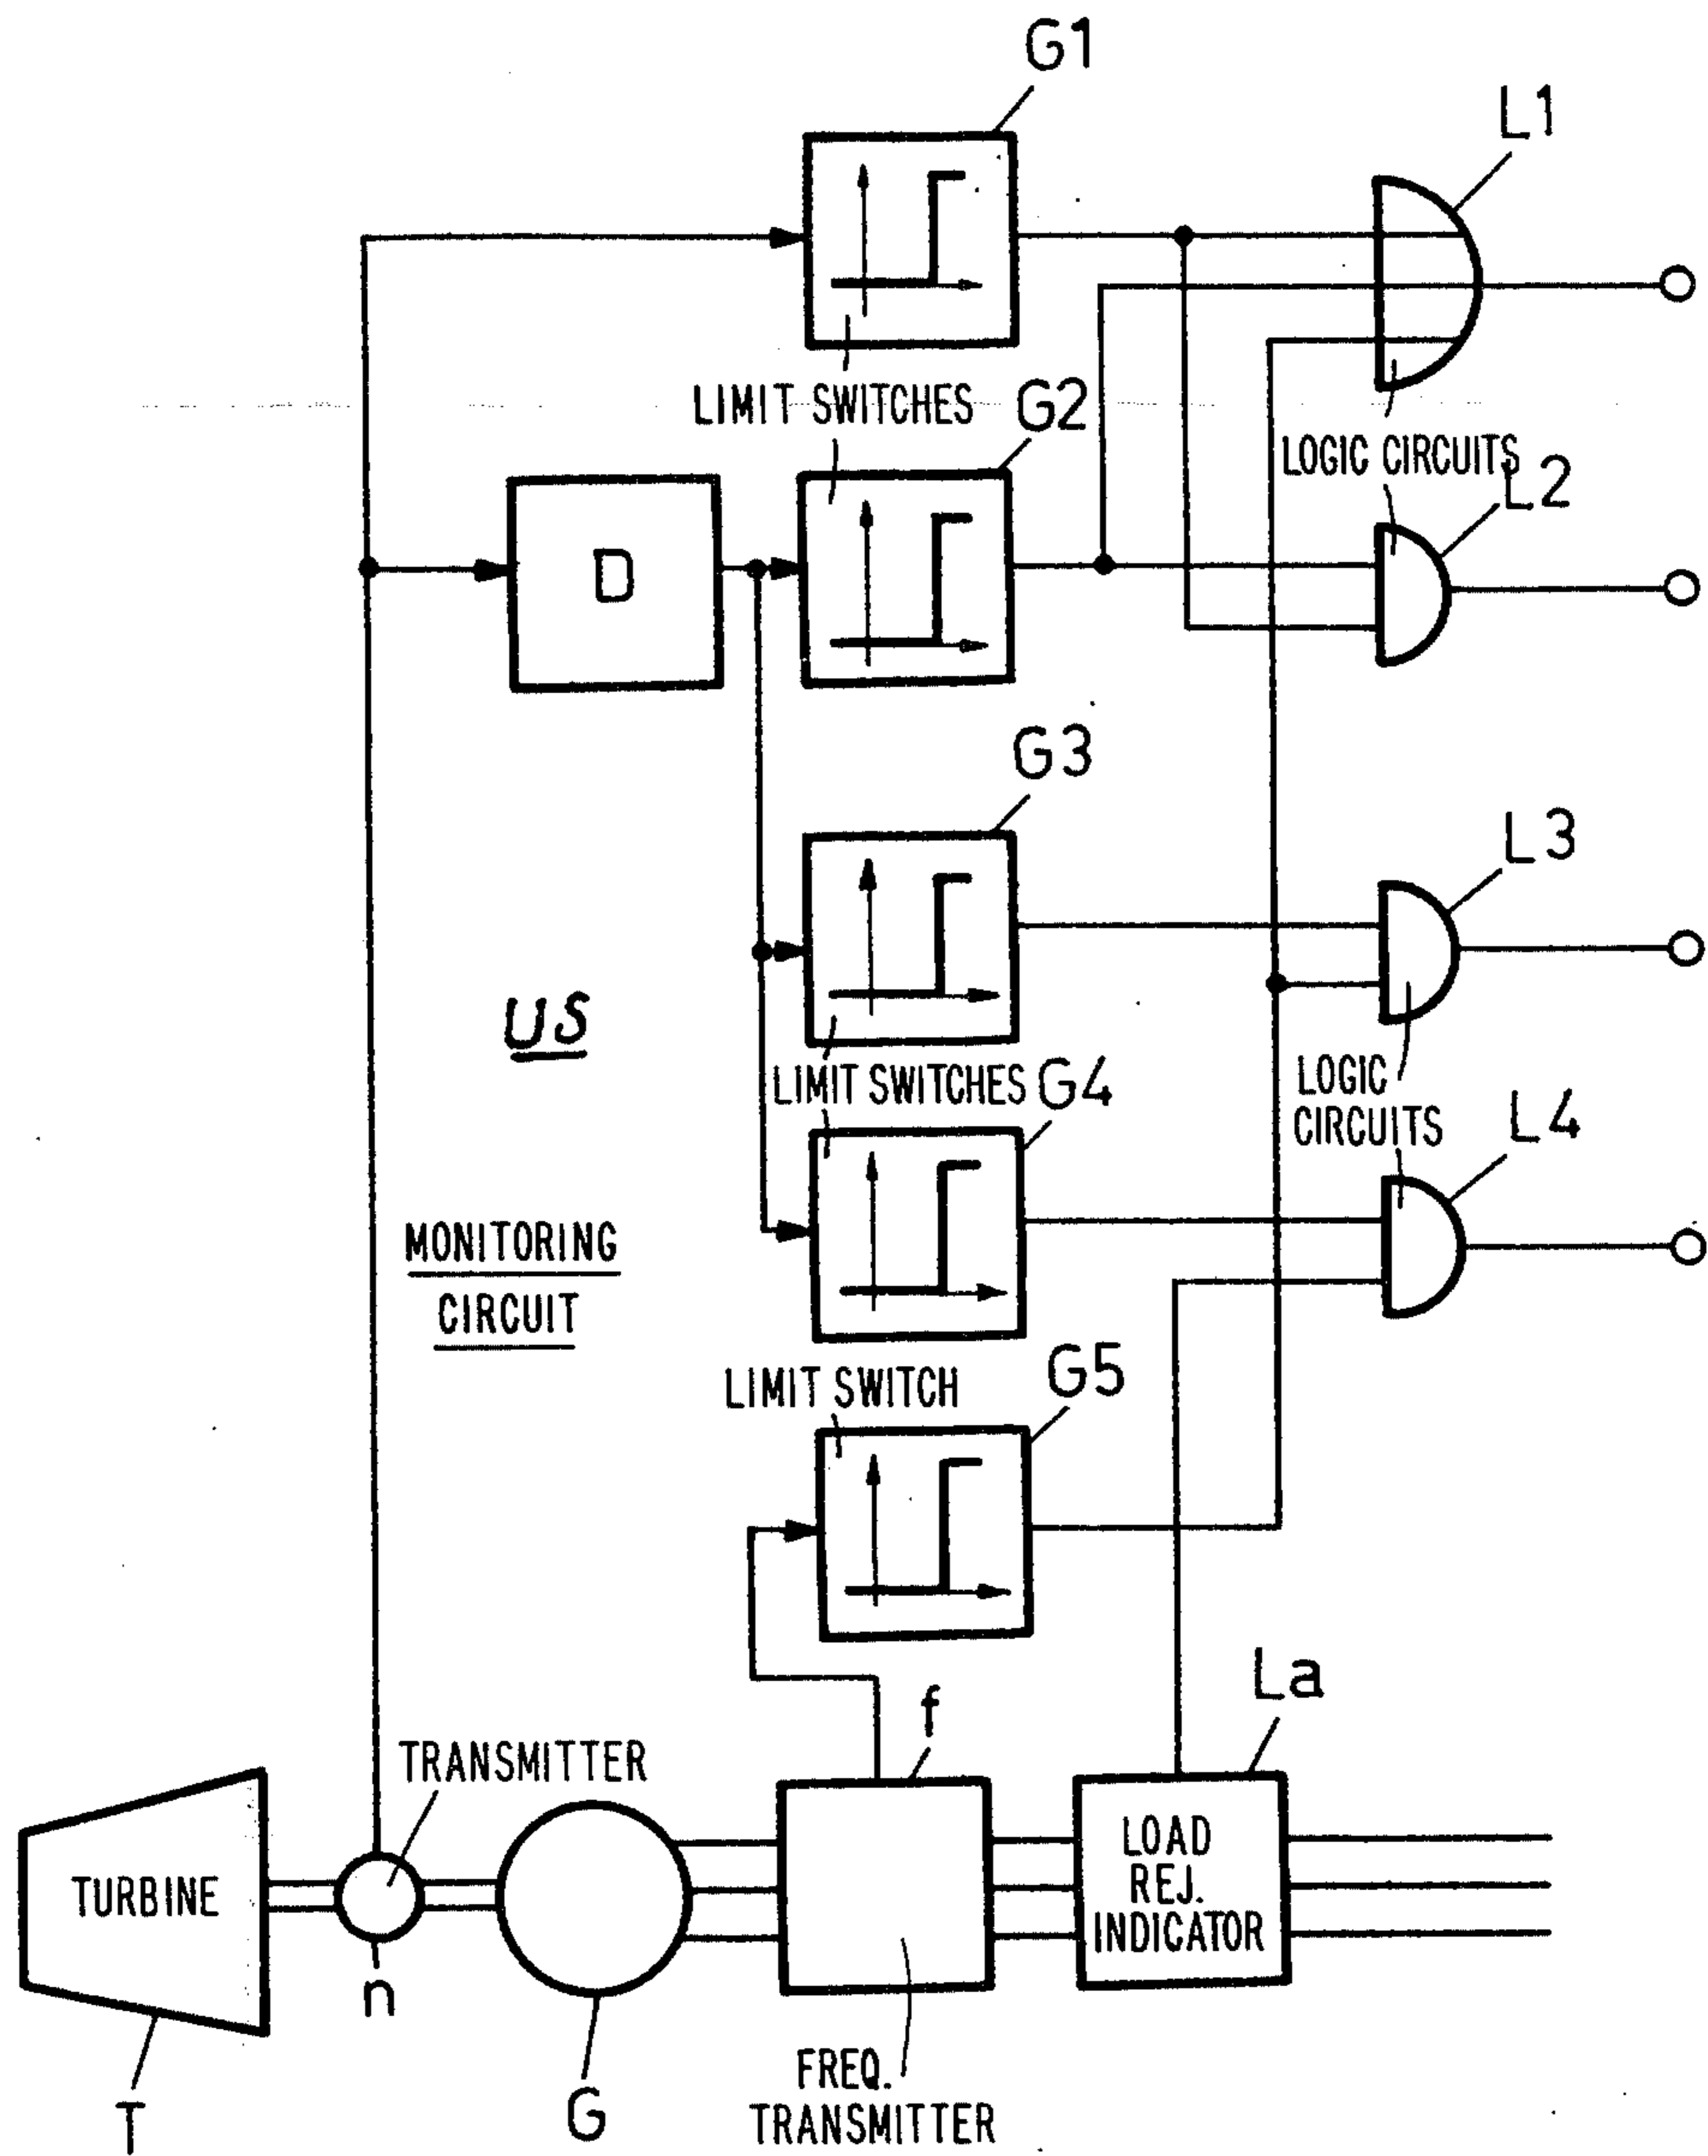 G1
L1
LIMIT SWITCHES
G2
LOGIC CIRCUITS
L2
D
G3
L3
US
LIMIT SWITCHES
G4
LOGIC
CIRCUITS
L4
MONITORING
CIRCUIT
LIMIT SWITCH
G5
La
f
TRANSMITTER
LOAD
REJ.
INDICATOR
TURBINE
n
FREQ.
TRANSMITTER
G
T